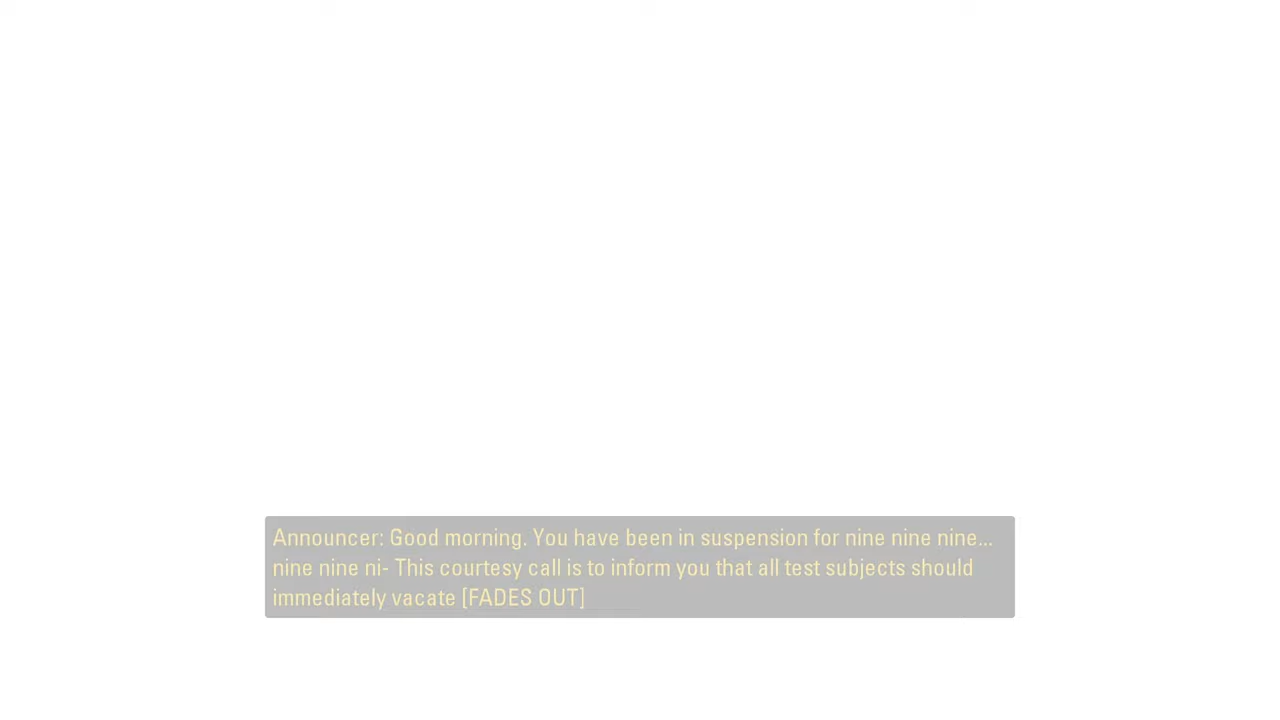 Announcer: Good morning. You have been in suspension for nine nine nine...
nine nine ni- This courtesy call is to inform you that all test subjects should
immediately vacate [FADES OUT]